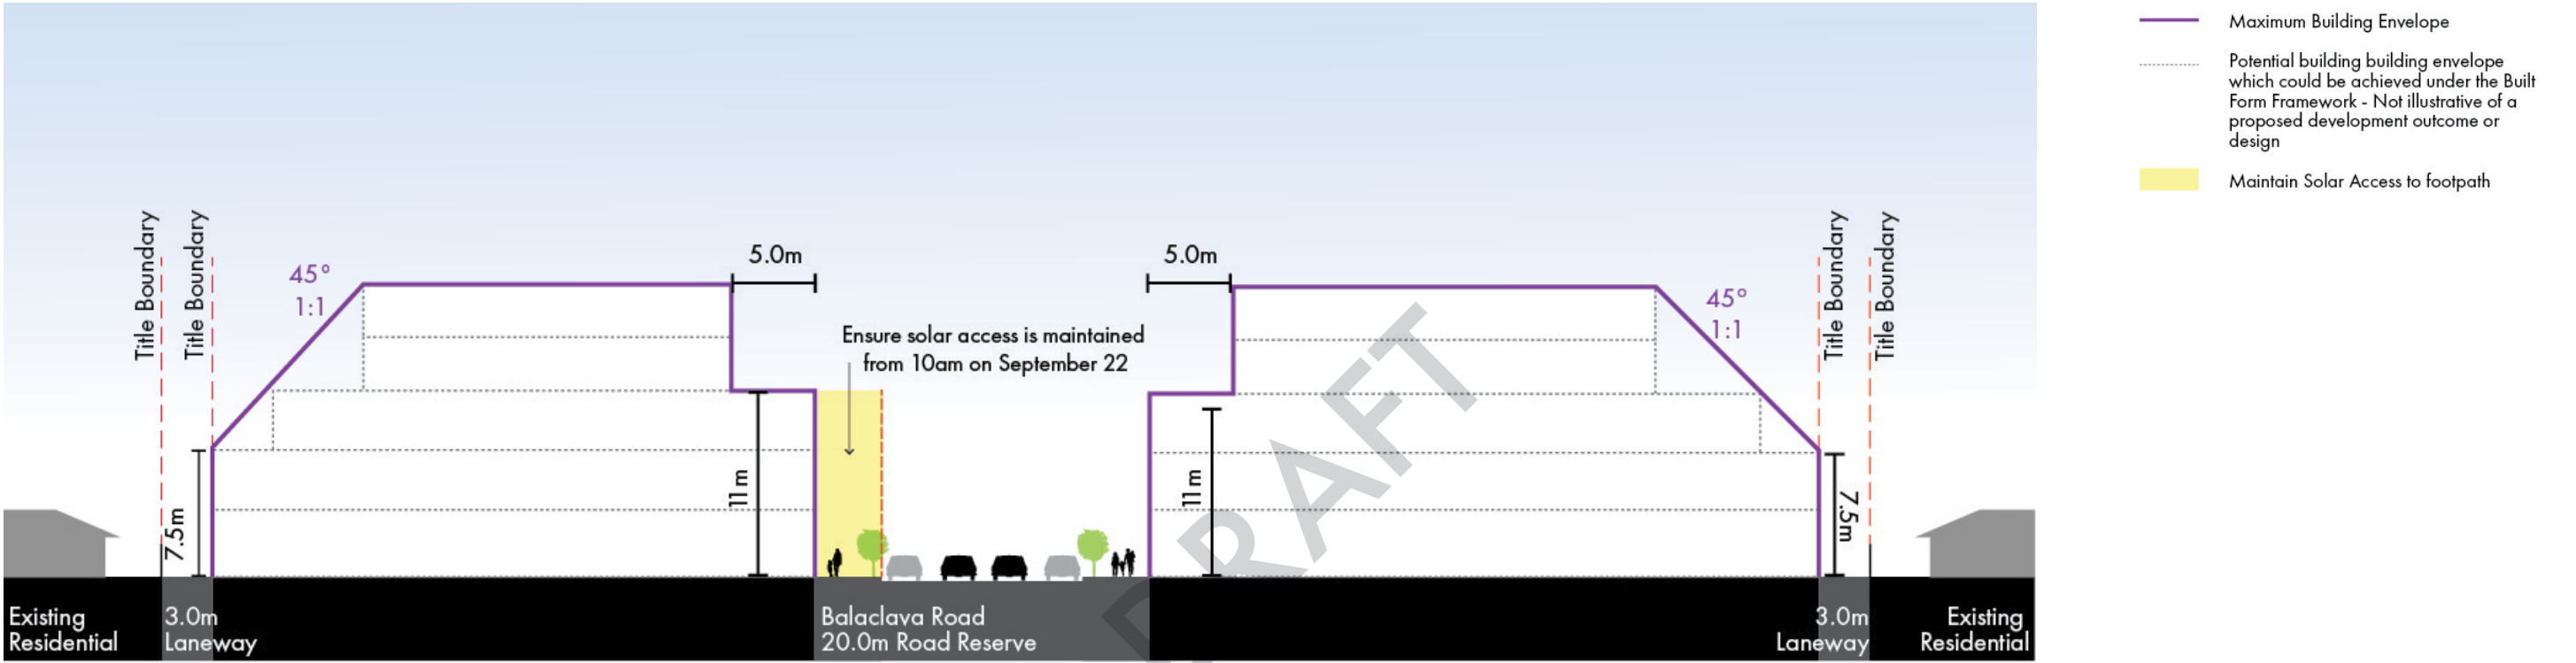 Maximum Building Envelope
Potential building building envelope
which could be achieved under the Built
Form Framework - Not illustrative of a
proposed development outcome or
design
Maintain Solar Access to footpath
Title Boundary
Title Boundary
45°
1:1
5.0m
5.0m
45°
1:1
Title Boundary
Title Boundary
Ensure solar access is maintained
from 10am on September 22
7.5m
11m
11m
7.5m
DRAFT
Existing
Residential
3.0m
Laneway
Balaclava Road
20.0m Road Reserve
3.0m
Laneway
Existing
Residential